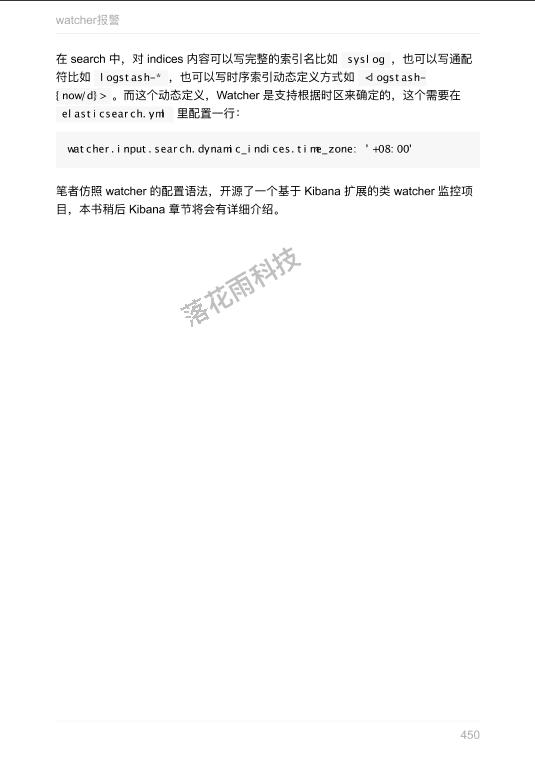 watcher报警
在 search 中，对 indices 内容可以写完整的索引名比如 syslog ，也可以写通配
符比如 logstash-* ，也可以写时序索引动态定义方式如 <logstash-
{now/d}> 。而这个动态定义，Watcher 是支持根据时区来确定的，这个需要在
elasticsearch.yml 里配置一行：
watcher.input.search.dynamic_indices.time_zone: '+08:00'
笔者仿照 watcher 的配置语法，开源了一个基于 Kibana 扩展的类 watcher 监控项
目，本书稍后 Kibana 章节将会有详细介绍。
落花雨科技
450